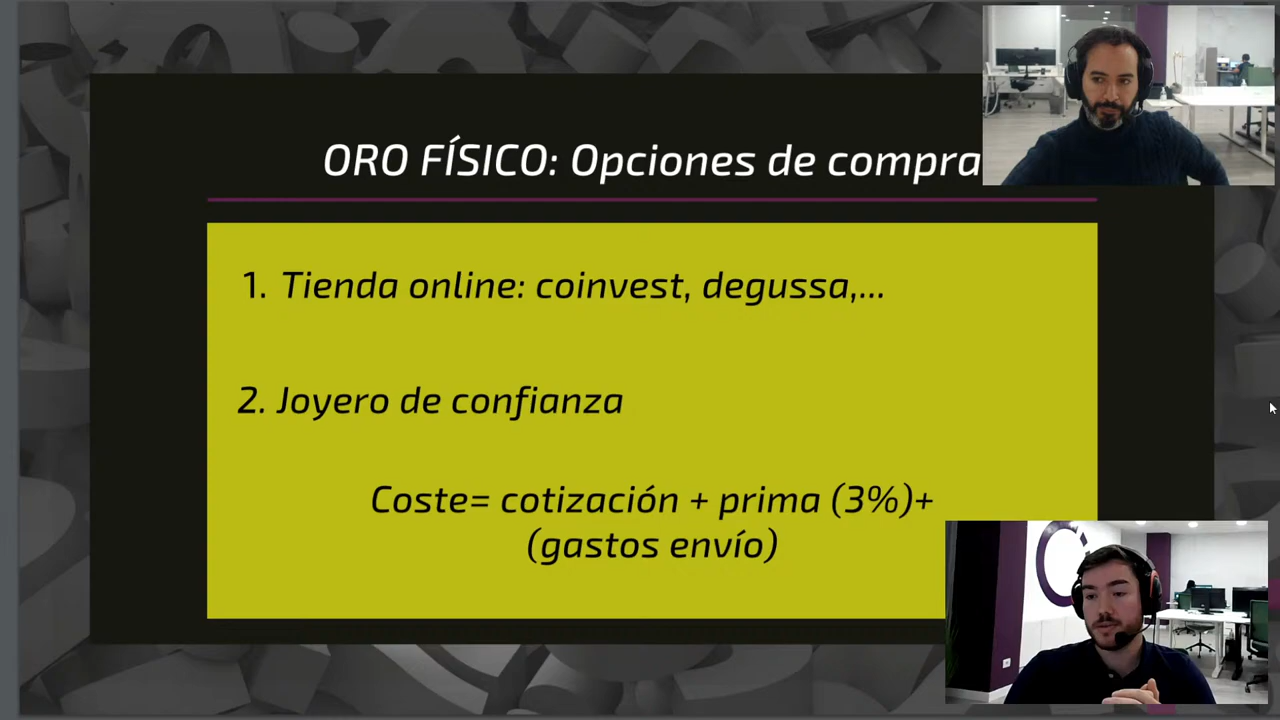 ORO FÍSICO: Opciones de compra
1. Tienda online: coinvest, degussa,...
2. Joyero de confianza
Coste= cotización + prima (3%)+
(gastos envío)